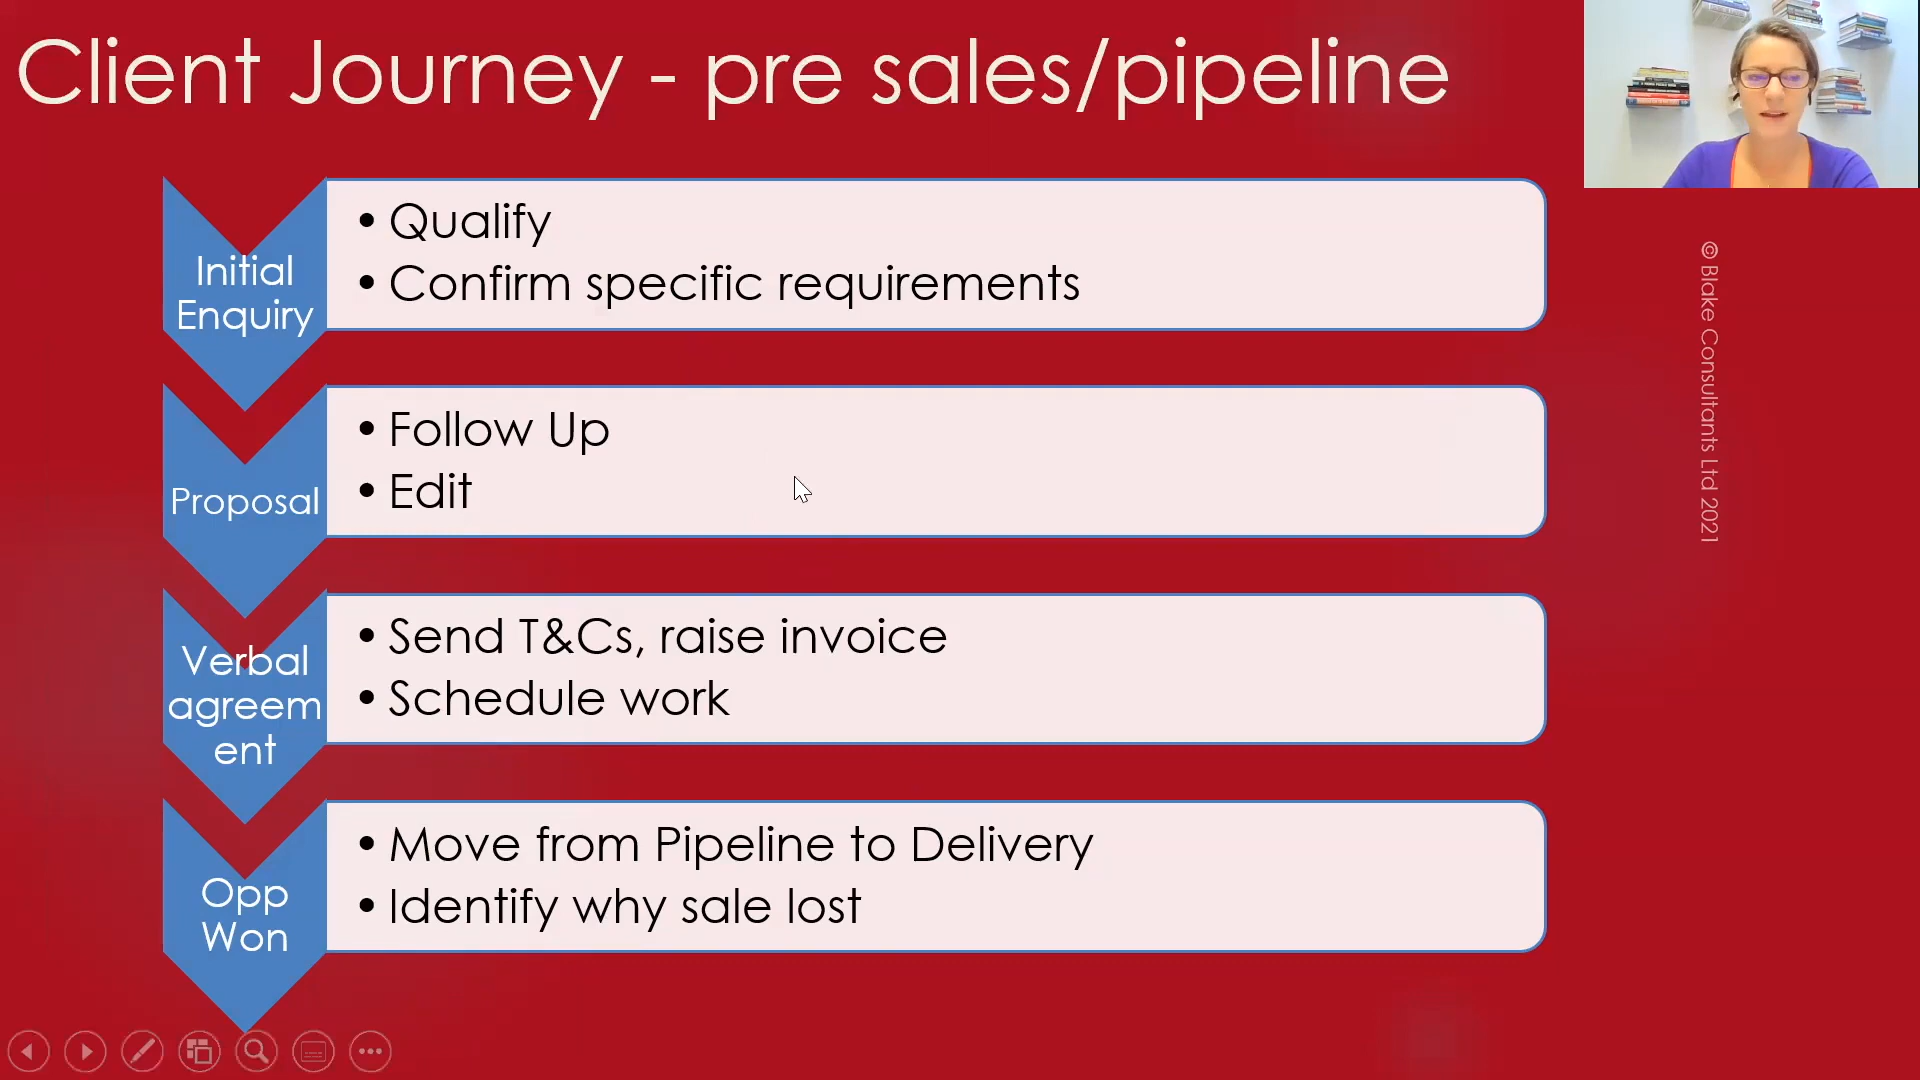 Client Journey - pre sales/pipeline
Initial
Enquiry
• Qualify
• Confirm specific requirements
Proposal
• Follow Up
• Edit
Verbal
agreem
ent
• Send T&Cs, raise invoice
• Schedule work
Opp
Won
• Move from Pipeline to Delivery
• Identify why sale lost
© Blake Consultants Ltd 2021